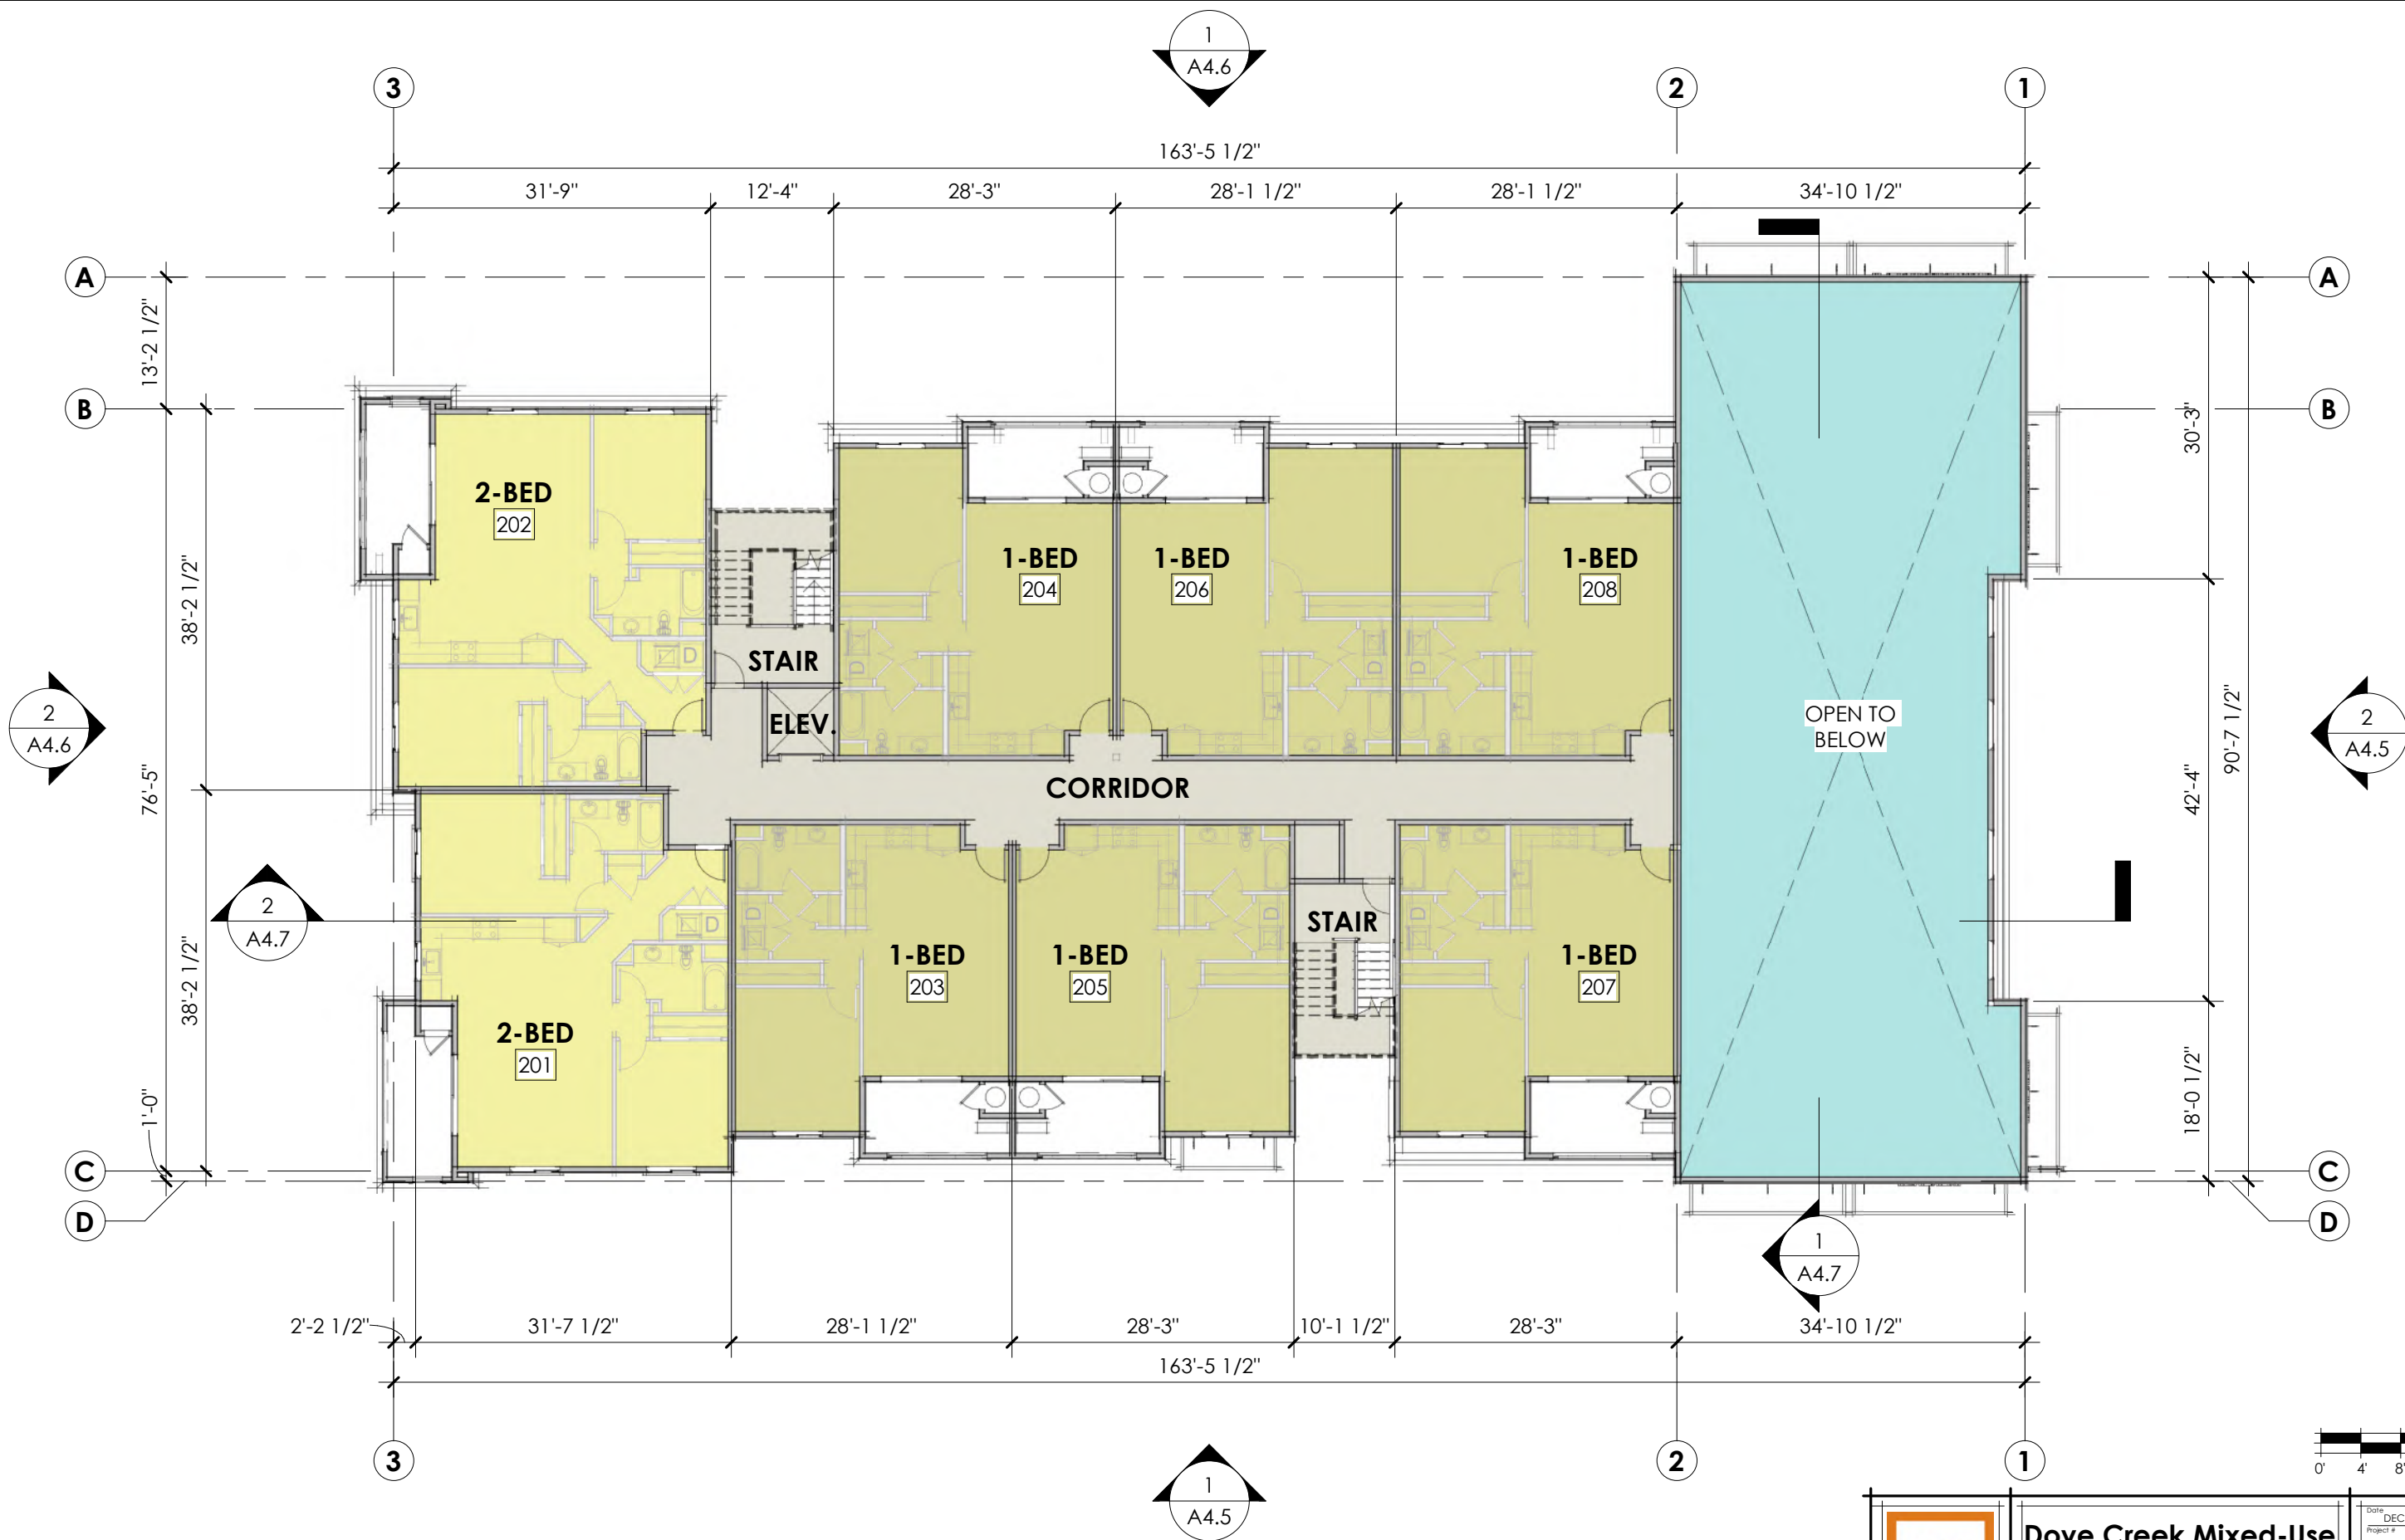 1
A4.6
3
2
1
163'-5 1/2"
31'-9"
12'-4"
28'-3"
28'-1 1/2"
28'-1 1/2"
34'-10 1/2"
A
A
13'-2 1/2"
B
B
30'-3"
2-BED
202
1-BED
204
1-BED
206
1-BED
208
38'-2 1/2"
STAIR
D
D
D
D
ELEV.
OPEN TO
BELOW
2
A4.6
2
A4.5
90'-7 1/2"
76'-5"
CORRIDOR
42'-4"
2
A4.7
STAIR
D
D
D
D
1-BED
203
1-BED
205
1-BED
207
38'-2 1/2"
2-BED
201
1'-0"
18'-0 1/2"
C
C
D
D
1
A4.7
2'-2 1/2"
31'-7 1/2"
28'-1 1/2"
28'-3"
10'-1 1/2"
28'-3"
34'-10 1/2"
163'-5 1/2"
3
2
1
0'
4'
8'
1
A4.5
Dove Creek Mixed-Use
Date
DEC
Project #